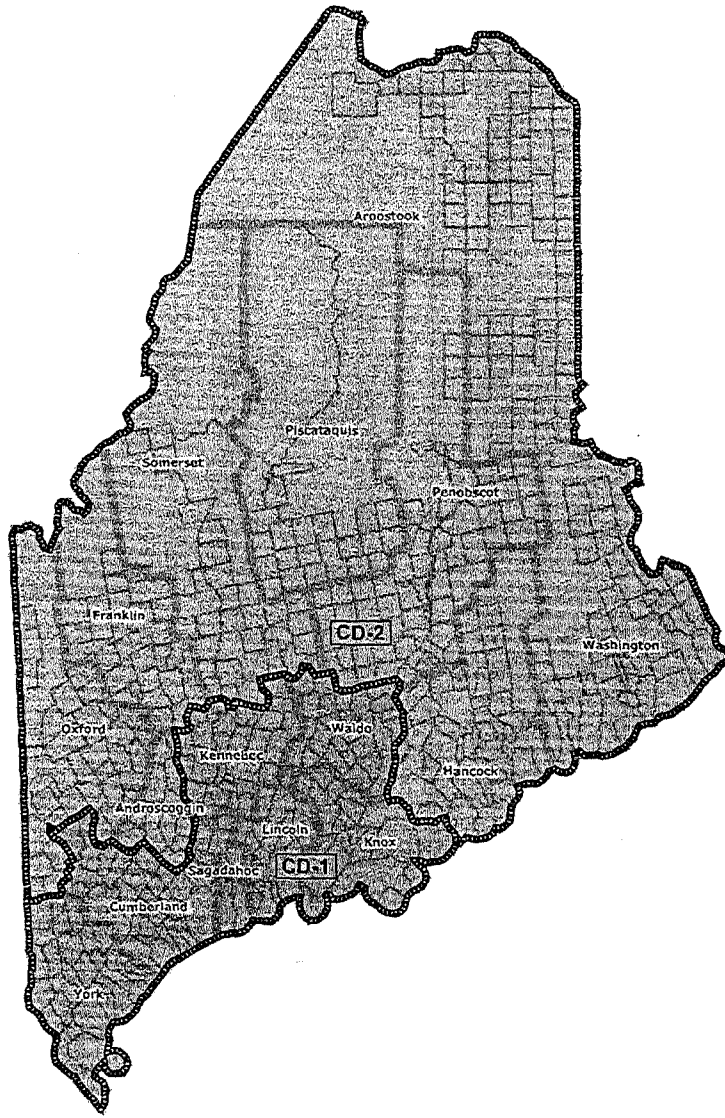 Aroostook
Piscataquis
Somerset
Penobscot
Franklin
CD-2
Washington
Oxford
Waldo
Kennebec
Hancock
Androscoggin
Lincoln
Knox
Sagadahoc
CD-1
Cumberland
York